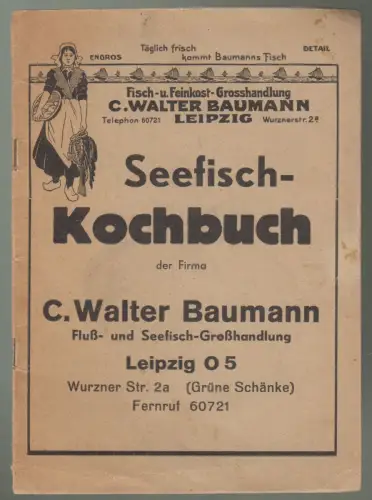 Täglich frisch
ENGROS kommt Baumanns Fisch DETAIL
Fisch-u. Feinkost-Grosshandlung
C. WALTER BAUMANN
Telephon 60721 LEIPZIG Wurznerstr. 2a
Seefisch-
Kochbuch
der Firma
C. Walter Baumann
Fluß- und Seefisch-Großhandlung
Leipzig O 5
Wurzner Str. 2a (Grüne Schänke)
Fernruf 60721